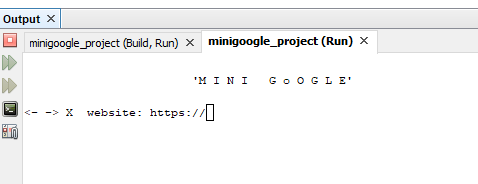 Output ×
minigoogle_project (Build, Run) × minigoogle_project (Run) ×
'M I N I   G o O G L E'
<- -> X  website: https://